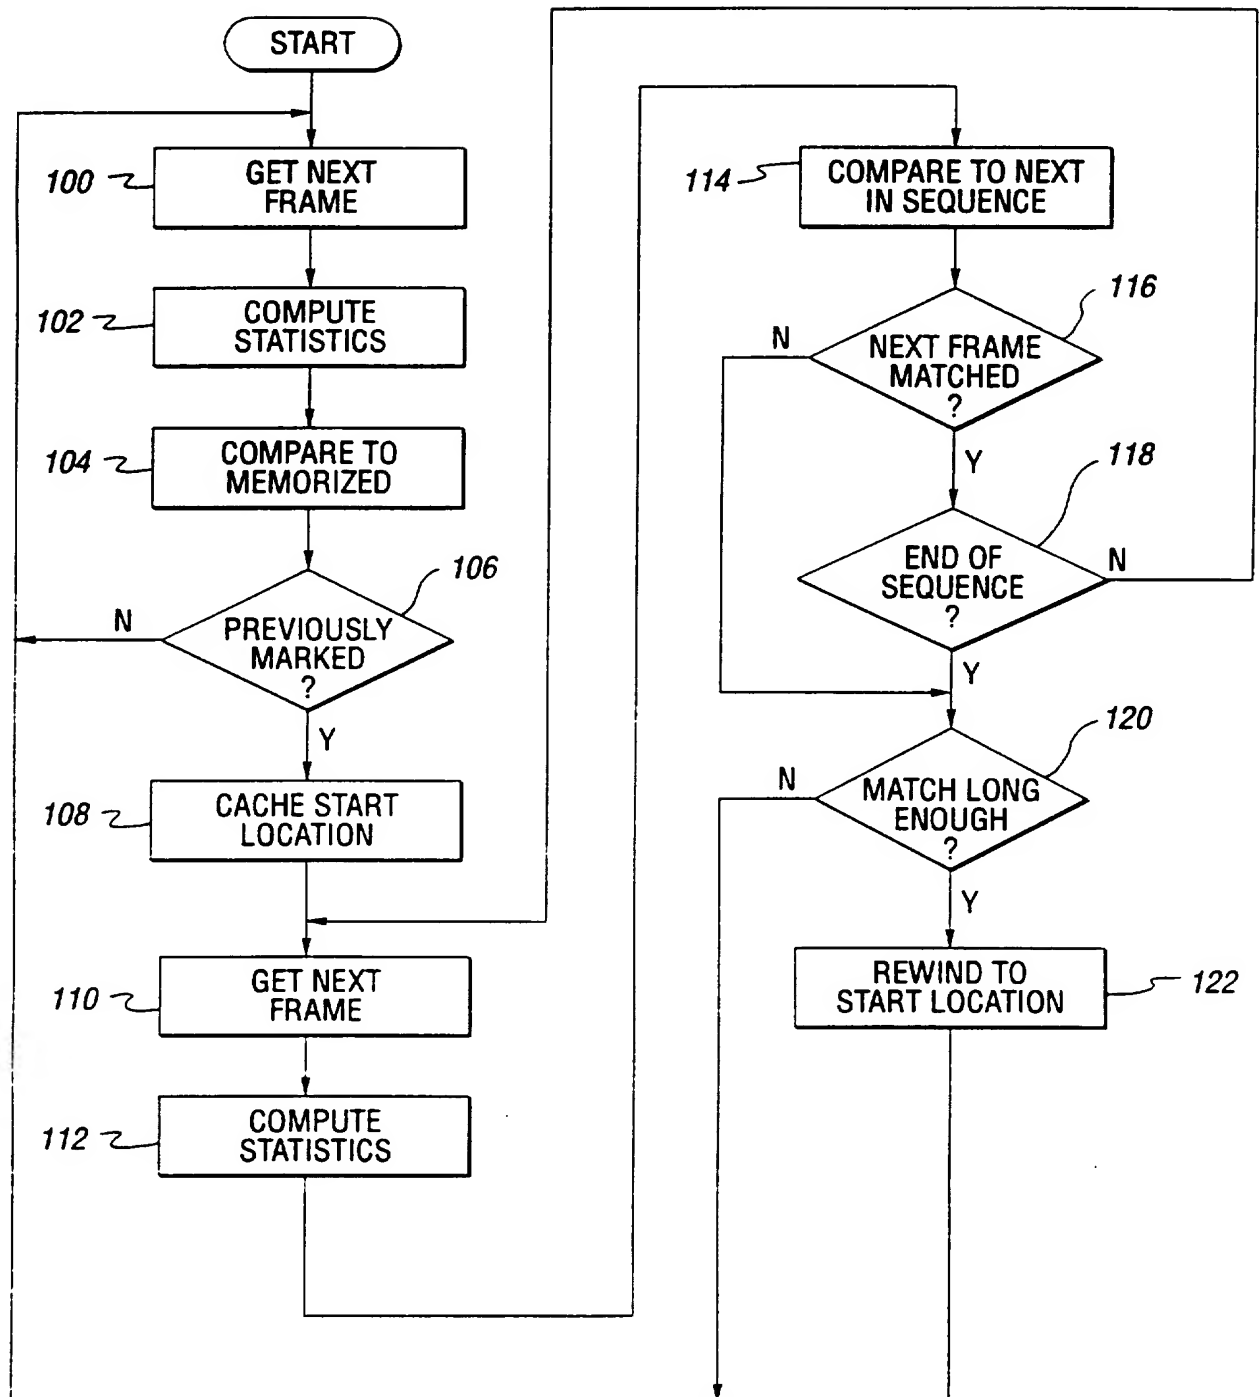 START
100
GET NEXT
FRAME
102
COMPUTE
STATISTICS
104
COMPARE TO
MEMORIZED
106
N
PREVIOUSLY
MARKED
?
Y
108
CACHE START
LOCATION
110
GET NEXT
FRAME
112
COMPUTE
STATISTICS
114
COMPARE TO NEXT
IN SEQUENCE
116
N
NEXT FRAME
MATCHED
?
Y
118
END OF
SEQUENCE
?
N
Y
120
N
MATCH LONG
ENOUGH
?
Y
REWIND TO
START LOCATION
122